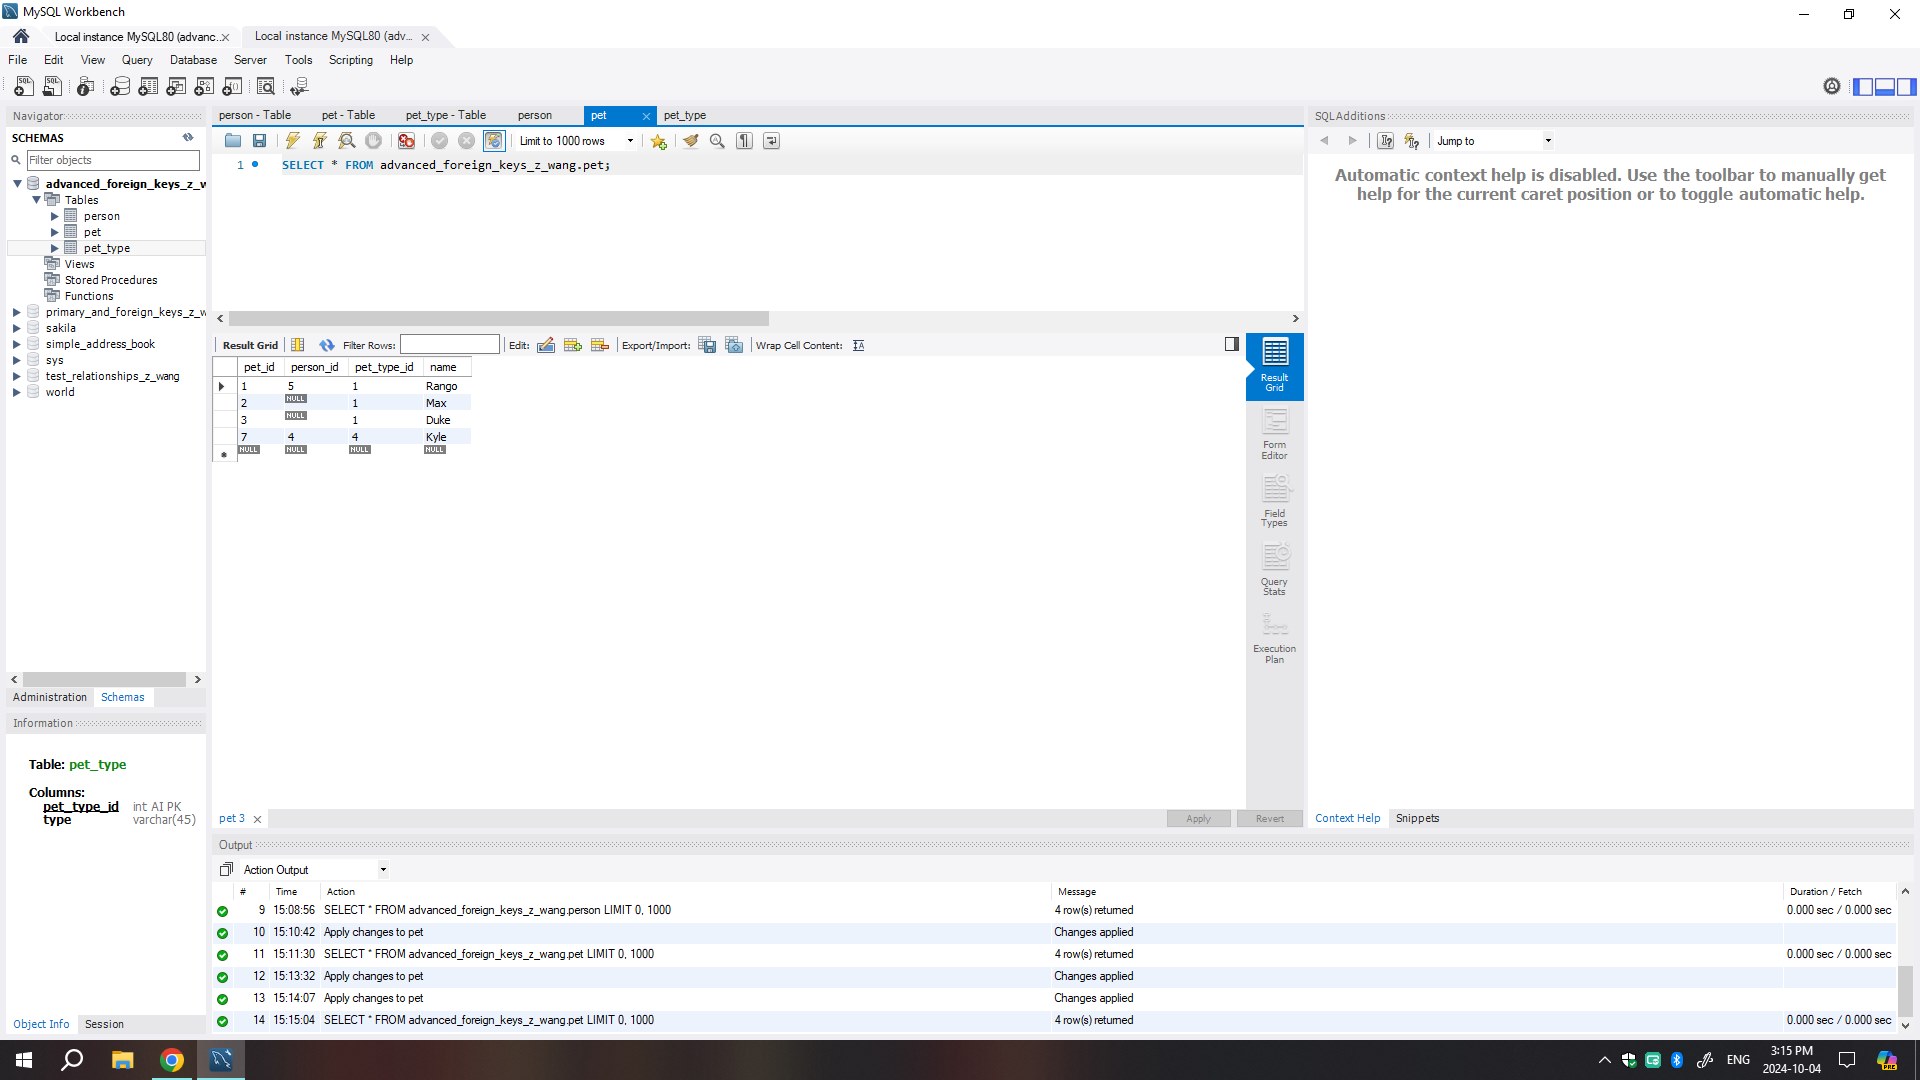 MySQL Workbench
Local instance MySQL80 (advanc... Local instance MySQL80 (adv...
File Edit View Query Database Server Tools Scripting Help
Navigator
SCHEMAS
Filter objects
advanced_foreign_keys_z_w
Tables
person
pet
pet_type
Views
Stored Procedures
Functions
primary_and_foreign_keys_z_w
sakila
simple_address_book
sys
test_relationships_z_wang
world
Administration Schemas
Information
Table: pet_type
Columns:
pet_type_id int AI PK
type varchar(45)
Object Info Session
person - Table pet - Table pet_type - Table person pet pet_type
Limit to 1000 rows
1 SELECT * FROM advanced_foreign_keys_z_wang.pet;
Result Grid Filter Rows: Edit: Export/Import: Wrap Cell Content:
pet_id person_id pet_type_id name
1 5 1 Rango
2 NULL 1 Max
3 NULL 1 Duke
7 4 4 Kyle
NULL NULL NULL NULL
Result
Grid
Form
Editor
Field
Types
Query
Stats
Execution
Plan
pet 3 Apply Revert
SQLAdditions
Jump to
Automatic context help is disabled. Use the toolbar to manually get
help for the current caret position or to toggle automatic help.
Context Help Snippets
Output
Action Output
# Time Action Message Duration / Fetch
9 15:08:56 SELECT * FROM advanced_foreign_keys_z_wang.person LIMIT 0, 1000 4 row(s) returned 0.000 sec / 0.000 sec
10 15:10:42 Apply changes to pet Changes applied
11 15:11:30 SELECT * FROM advanced_foreign_keys_z_wang.pet LIMIT 0, 1000 4 row(s) returned 0.000 sec / 0.000 sec
12 15:13:32 Apply changes to pet Changes applied
13 15:14:07 Apply changes to pet Changes applied
14 15:15:04 SELECT * FROM advanced_foreign_keys_z_wang.pet LIMIT 0, 1000 4 row(s) returned 0.000 sec / 0.000 sec
ENG
3:15 PM
2024-10-04